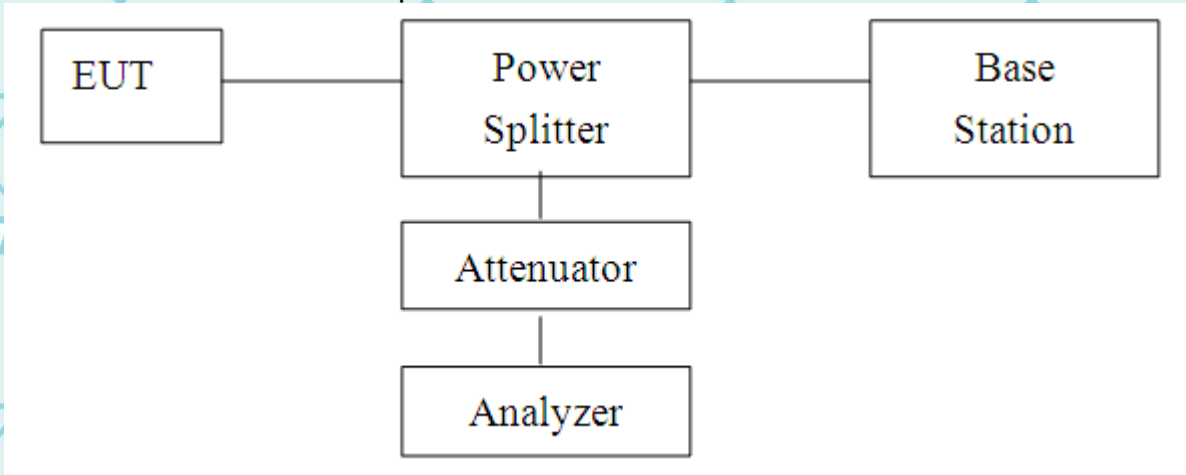 EUT
Power
Splitter
Base
Station
Attenuator
Analyzer